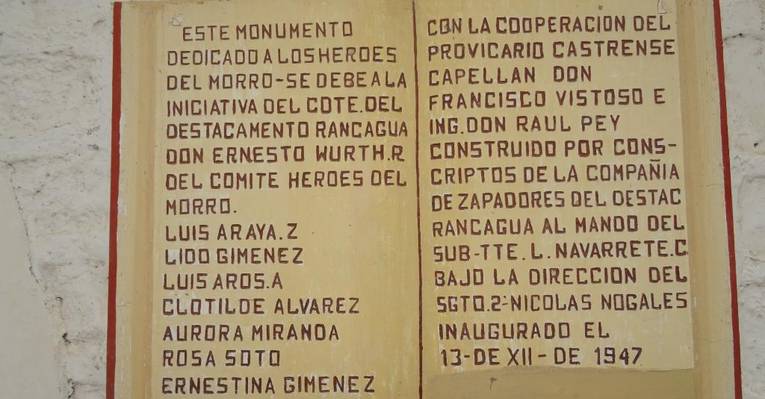 ESTE MONUMENTO
DEDICADO A LOS HEROES
DEL MORRO-SE DEBE A LA
INICIATIVA DEL CDTE.DEL
DESTACAMENTO RANCAGUA
DON ERNESTO WURTH.R
DEL COMITE HEROES DEL
MORRO.
LUIS ARAYA.Z
LIDO GIMENEZ
LUIS AROS.A
CLOTILDE ALVAREZ
AURORA MIRANDA
ROSA SOTO
ERNESTINA GIMENEZ
CON LA COOPERACION DEL
PROVICARIO CASTRENSE
CAPELLAN DON
FRANCISCO VISTOSO E
ING.DON RAUL PEY
CONSTRUIDO POR CONS-
CRIPTOS DE LA COMPAÑIA
DE ZAPADORES DEL DESTAC
RANCAGUA AL MANDO DEL
SUB-TTE.L.NAVARRETE.C
BAJO LA DIRECCION DEL
SGTO.2º-NICOLAS NOGALES
INAUGURADO EL
13-DE XII-DE 1947